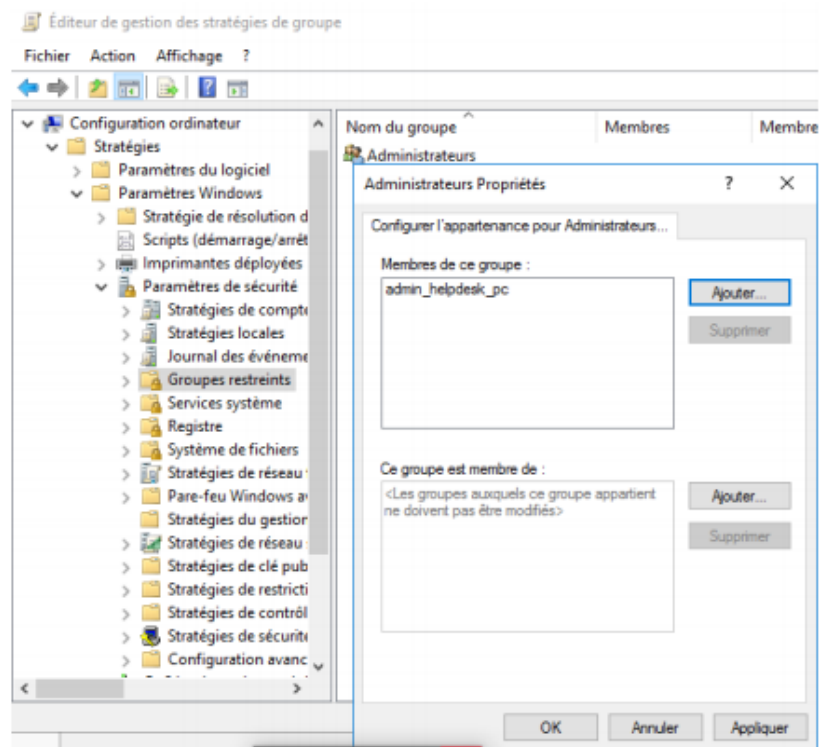 Éditeur de gestion des stratégies de groupe
Fichier Action Affichage ?
Configuration ordinateur
Stratégies
Paramètres du logiciel
Paramètres Windows
Stratégie de résolution d
Scripts (démarrage/arrêt
Imprimantes déployées
Paramètres de sécurité
Stratégies de compte
Stratégies locales
Journal des événeme
Groupes restreints
Services système
Registre
Système de fichiers
Stratégies de réseau
Pare-feu Windows av
Stratégies du gestion
Stratégies de réseau
Stratégies de clé pub
Stratégies de restricti
Stratégies de contrôl
Stratégies de sécurité
Configuration avanc
Nom du groupe Membres Membre
Administrateurs
Administrateurs Propriétés ?
Configurer l'appartenance pour Administrateurs...
Membres de ce groupe :
admin_helpdesk_pc
Ajouter...
Supprimer
Ce groupe est membre de :
<Les groupes auxquels ce groupe appartient
ne doivent pas être modifiés>
Ajouter...
Supprimer
OK Annuler Appliquer